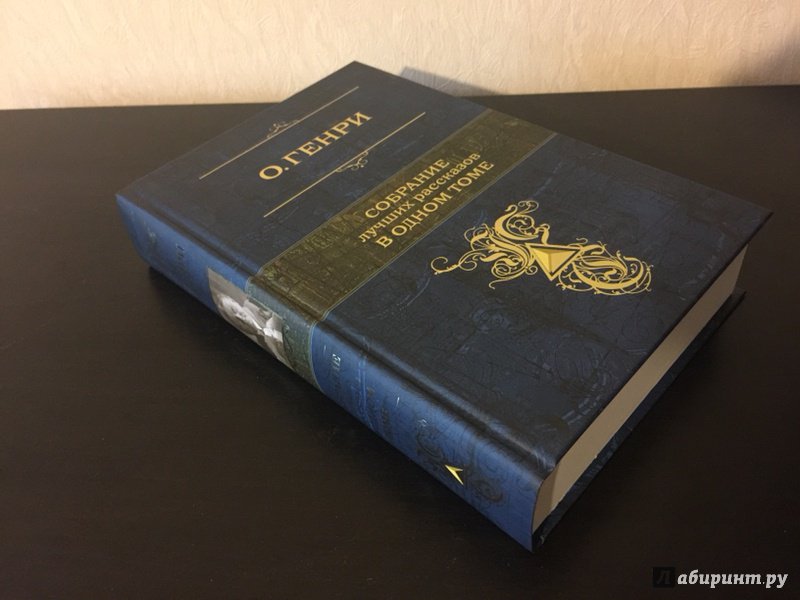 О. ГЕНРИ
СОБРАНИЕ
лучших рассказов
В ОДНОМ ТОМЕ
Лабиринт.ру